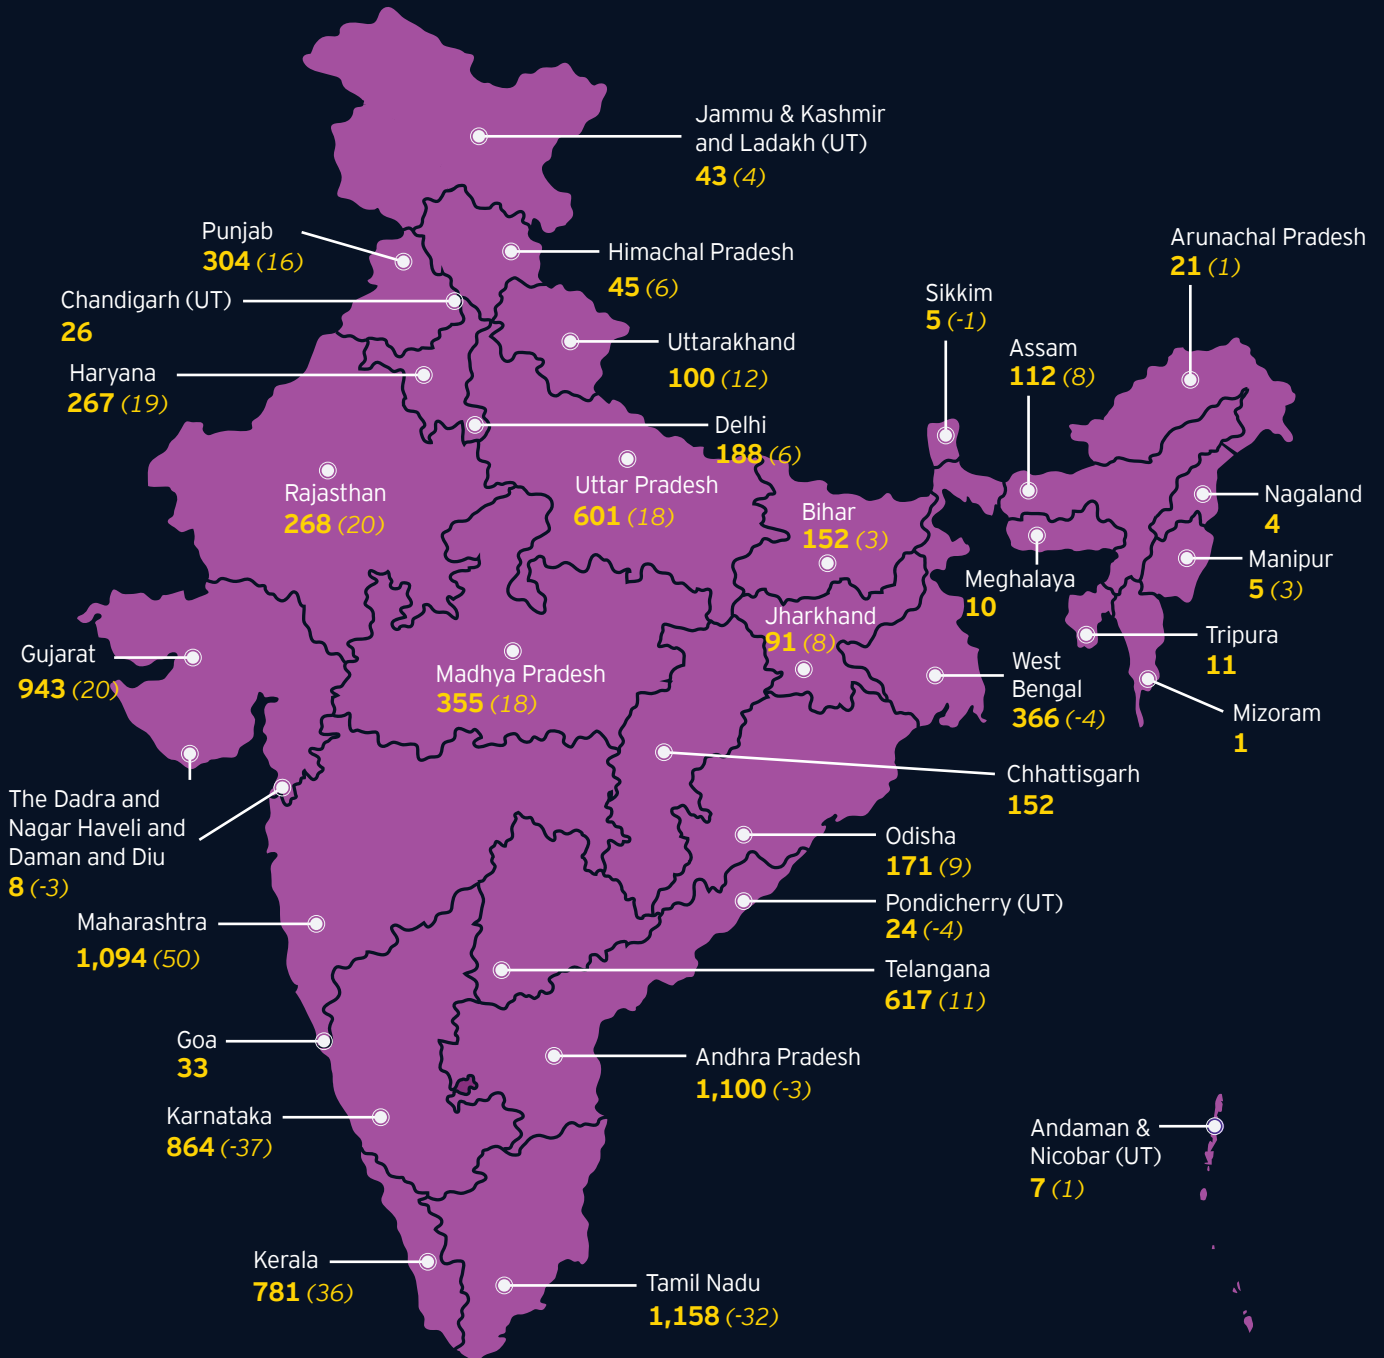 Jammu & Kashmir
and Ladakh (UT)
43 (4)
Punjab
304 (16)
Himachal Pradesh
45 (6)
Arunachal Pradesh
21 (1)
Chandigarh (UT)
26
Sikkim
5 (-1)
Uttarakhand
100 (12)
Assam
112 (8)
Haryana
267 (19)
Delhi
188 (6)
Rajasthan
268 (20)
Uttar Pradesh
601 (18)
Bihar
152 (3)
Nagaland
4
Manipur
5 (3)
Meghalaya
10
Jharkhand
91 (8)
Tripura
11
Gujarat
943 (20)
Madhya Pradesh
355 (18)
West
Bengal
366 (-4)
Mizoram
1
Chhattisgarh
152
The Dadra and
Nagar Haveli and
Daman and Diu
8 (-3)
Odisha
171 (9)
Pondicherry (UT)
24 (-4)
Maharashtra
1,094 (50)
Telangana
617 (11)
Goa
33
Andhra Pradesh
1,100 (-3)
Karnataka
864 (-37)
Andaman &
Nicobar (UT)
7 (1)
Kerala
781 (36)
Tamil Nadu
1,158 (-32)